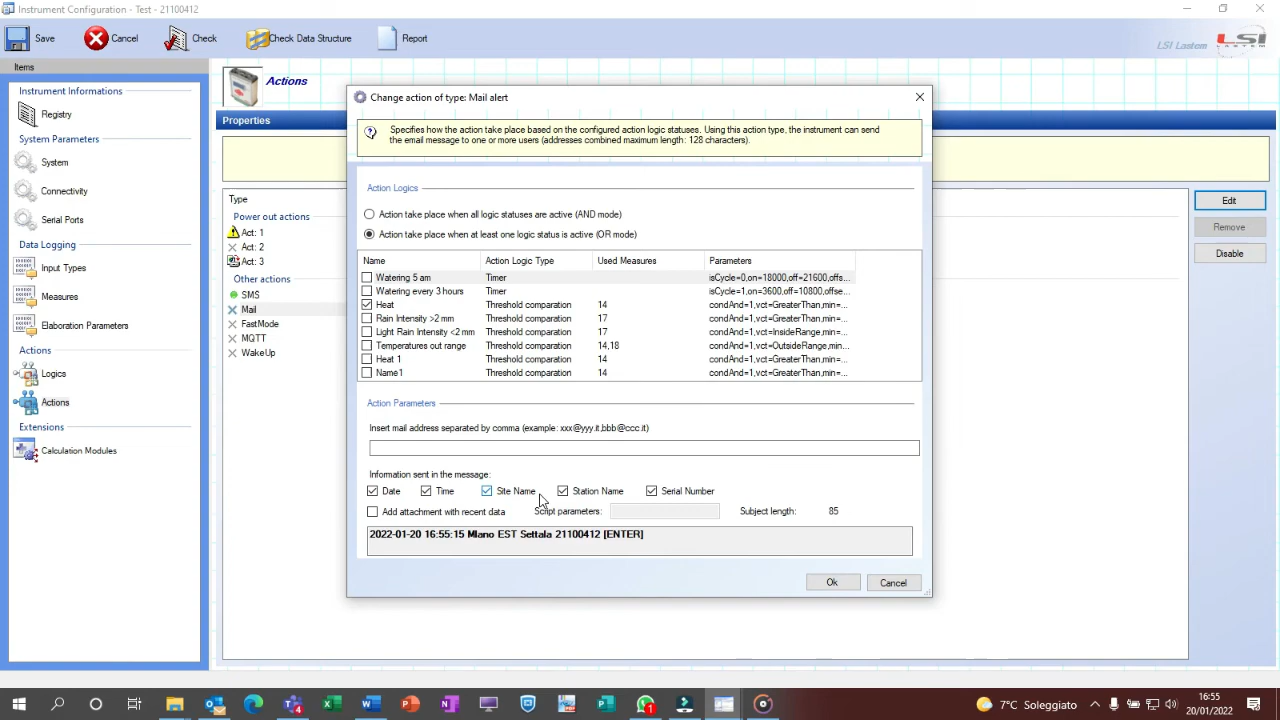 Instrument Configuration - Test - 21100412
Save
Cancel
Check
Check Data Structure
Report
LSI Lastem
LSI
LASTEM
Items
Instrument Informations
Registry
System Parameters
System
Connectivity
Serial Ports
Data Logging
Input Types
Measures
Elaboration Parameters
Actions
Logics
Actions
Extensions
Calculation Modules
Actions
Properties
Type
Power out actions
Act: 1
Act: 2
Act: 3
Other actions
SMS
Mail
FastMode
MQTT
WakeUp
Edit
Remove
Disable
Change action of type: Mail alert
Specifies how the action take place based on the configured action logic statuses. Using this action type, the instrument can send
the email message to one or more users (addresses combined maximum length: 128 characters).
Action Logics
Action take place when all logic statuses are active (AND mode)
Action take place when at least one logic status is active (OR mode)
Name Action Logic Type Used Measures Parameters
Watering 5 am Timer isCycle=0,on=18000,off=21600,offs...
Watering every 3 hours Timer isCycle=1,on=3600,off=10800,offse...
Heat Threshold comparation 14 condAnd=1,vct=GreaterThan,min=...
Rain Intensity >2 mm Threshold comparation 17 condAnd=1,vct=GreaterThan,min=...
Light Rain Intensity <2 mm Threshold comparation 17 condAnd=1,vct=InsideRange,min=...
Temperatures out range Threshold comparation 14,18 condAnd=1,vct=OutsideRange,min...
Heat 1 Threshold comparation 14 condAnd=1,vct=GreaterThan,min=...
Name1 Threshold comparation 14 condAnd=1,vct=GreaterThan,min=...
Action Parameters
Insert mail address separated by comma (example: xxx@yyy.it,bbb@ccc.it)
Information sent in the message:
Date Time Site Name Station Name Serial Number
Add attachment with recent data Script parameters: Subject length: 85
2022-01-20 16:55:15 Mlano EST Settala 21100412 [ENTER]
Ok Cancel
7°C Soleggiato
16:55
20/01/2022